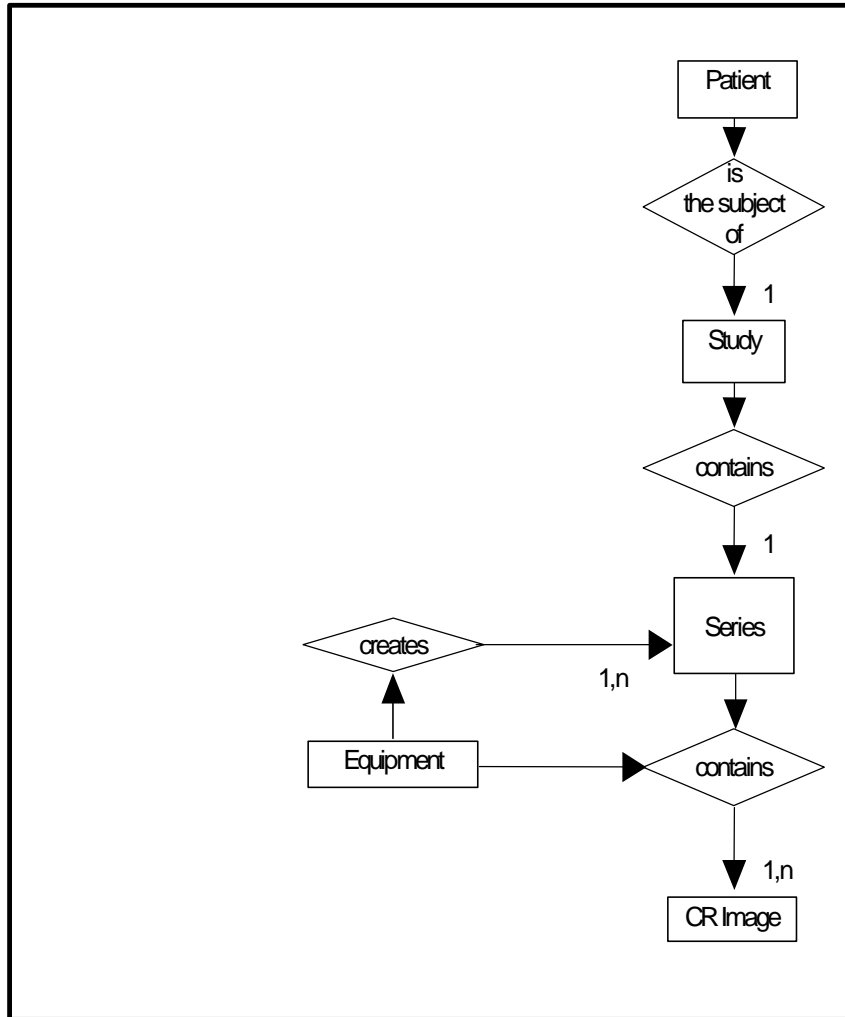 Patient
is
the subject
of
1
Study
contains
1
Series
creates
1,n
Equipment
contains
1,n
CR Image